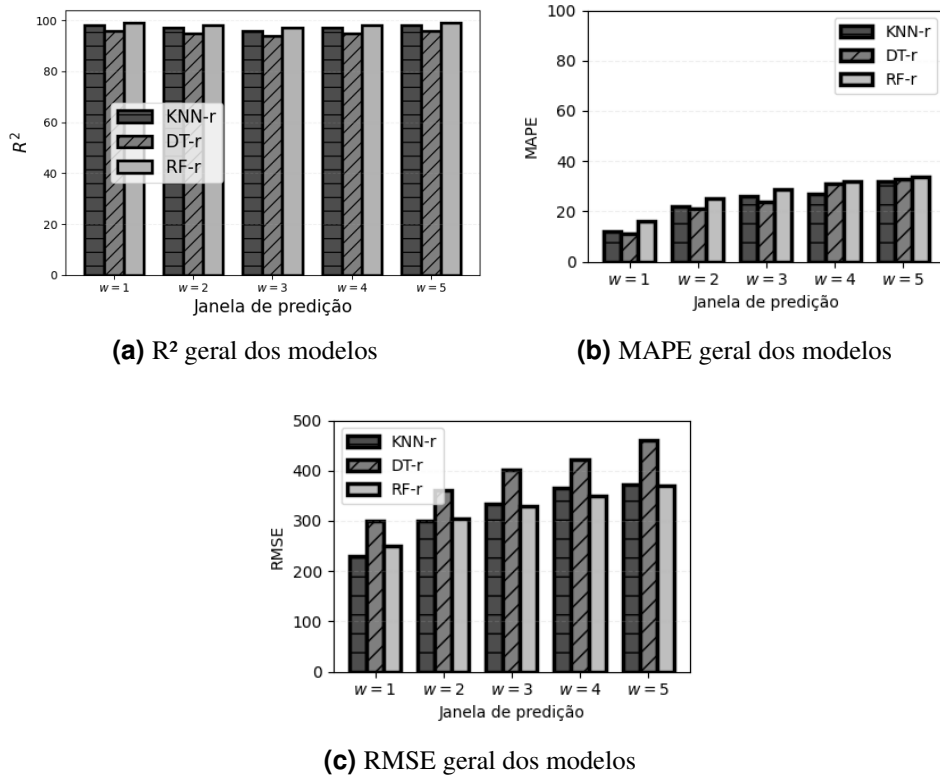 100
80
60
40
20
0
R²
KNN-r
DT-r
RF-r
w = 1
w = 2
w = 3
w = 4
w = 5
Janela de predição
(a) R² geral dos modelos
100
80
60
40
20
0
MAPE
KNN-r
DT-r
RF-r
w = 1
w = 2
w = 3
w = 4
w = 5
Janela de predição
(b) MAPE geral dos modelos
500
400
300
200
100
0
RMSE
KNN-r
DT-r
RF-r
w = 1
w = 2
w = 3
w = 4
w = 5
Janela de predição
(c) RMSE geral dos modelos